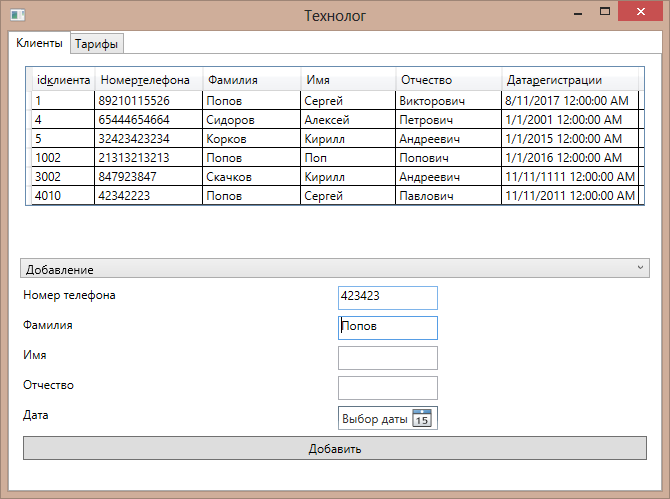 Технолог
Клиенты Тарифы
idклиента Номертелефона Фамилия Имя Отчество Датарегистрации
1 89210115526 Попов Сергей Викторович 8/11/2017 12:00:00 AM
4 65444654664 Сидоров Алексей Петрович 1/1/2001 12:00:00 AM
5 32423423234 Корков Кирилл Андреевич 1/1/2015 12:00:00 AM
1002 21313213213 Попов Поп Попович 1/1/2016 12:00:00 AM
3002 847923847 Скачков Кирилл Андреевич 11/11/1111 12:00:00 AM
4010 42342223 Попов Сергей Павлович 11/11/2011 12:00:00 AM
Добавление
Номер телефона 423423
Фамилия Попов
Имя
Отчество
Дата Выбор даты 15
Добавить